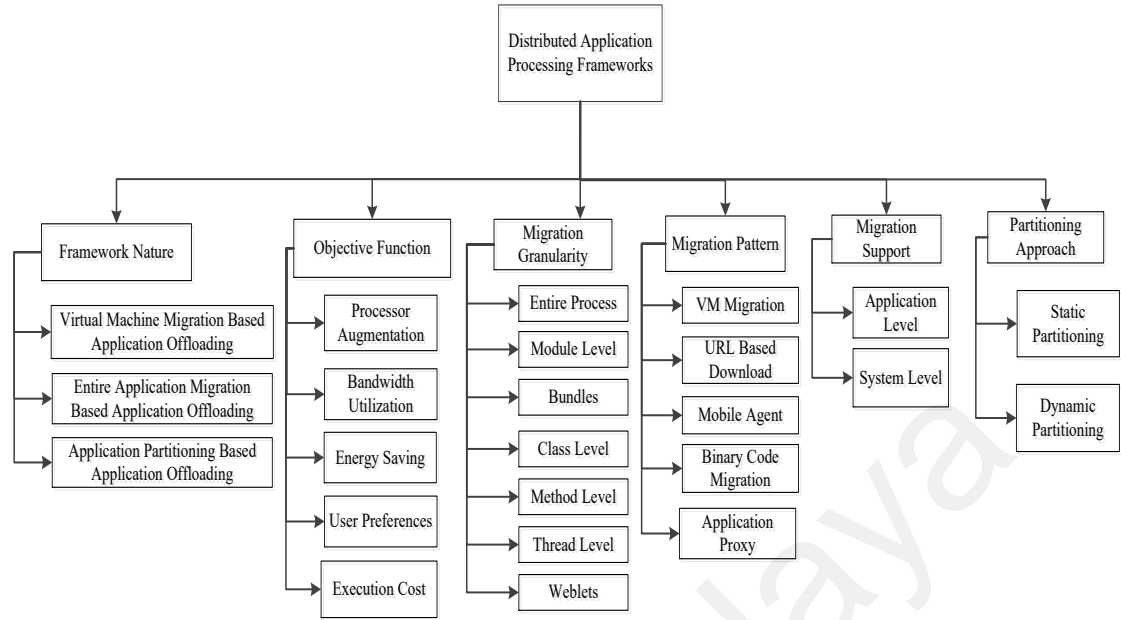 Distributed Application
Processing Frameworks
Framework Nature
Virtual Machine Migration Based
Application Offloading
Entire Application Migration
Based Application Offloading
Application Partitioning Based
Application Offloading
Objective Function
Processor
Augmentation
Bandwidth
Utilization
Energy Saving
User Preferences
Execution Cost
Migration
Granularity
Entire Process
Module Level
Bundles
Class Level
Method Level
Thread Level
Weblets
Migration Pattern
VM Migration
URL Based
Download
Mobile Agent
Binary Code
Migration
Application
Proxy
Migration
Support
Application
Level
System Level
Partitioning
Approach
Static
Partitioning
Dynamic
Partitioning
laya